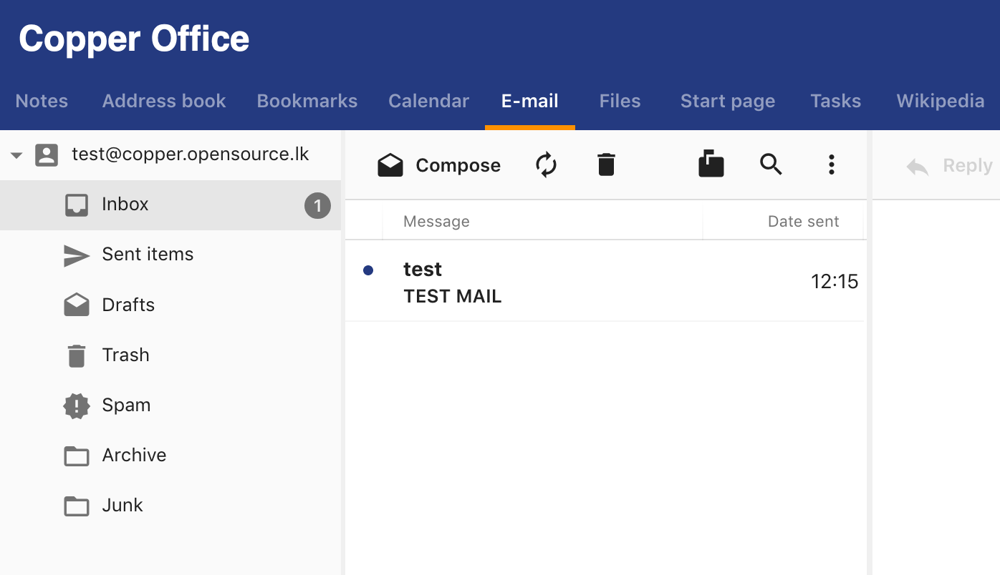 Copper Office
Notes Address book Bookmarks Calendar E-mail Files Start page Tasks Wikipedia
test@copper.opensource.lk
Inbox 1
Sent items
Drafts
Trash
Spam
Archive
Junk
Compose
Message Date sent
test
TEST MAIL
12:15
Reply